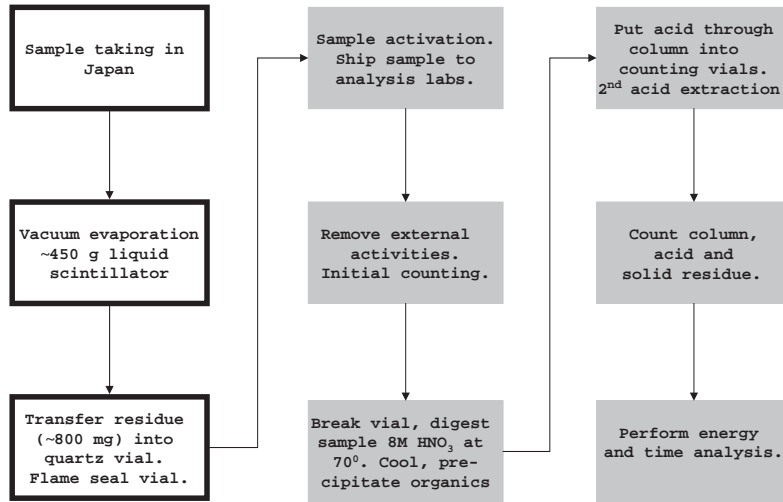 Sample taking in
Japan
Vacuum evaporation
~450 g liquid
scintillator
Transfer residue
(~800 mg) into
quartz vial.
Flame seal vial.
Sample activation.
Ship sample to
analysis labs.
Remove external
activities.
Initial counting.
Break vial, digest
sample 8M HNO₃ at
70⁰. Cool, pre-
cipitate organics
Put acid through
column into
counting vials.
2ⁿᵈ acid extraction
Count column,
acid and
solid residue.
Perform energy
and time analysis.